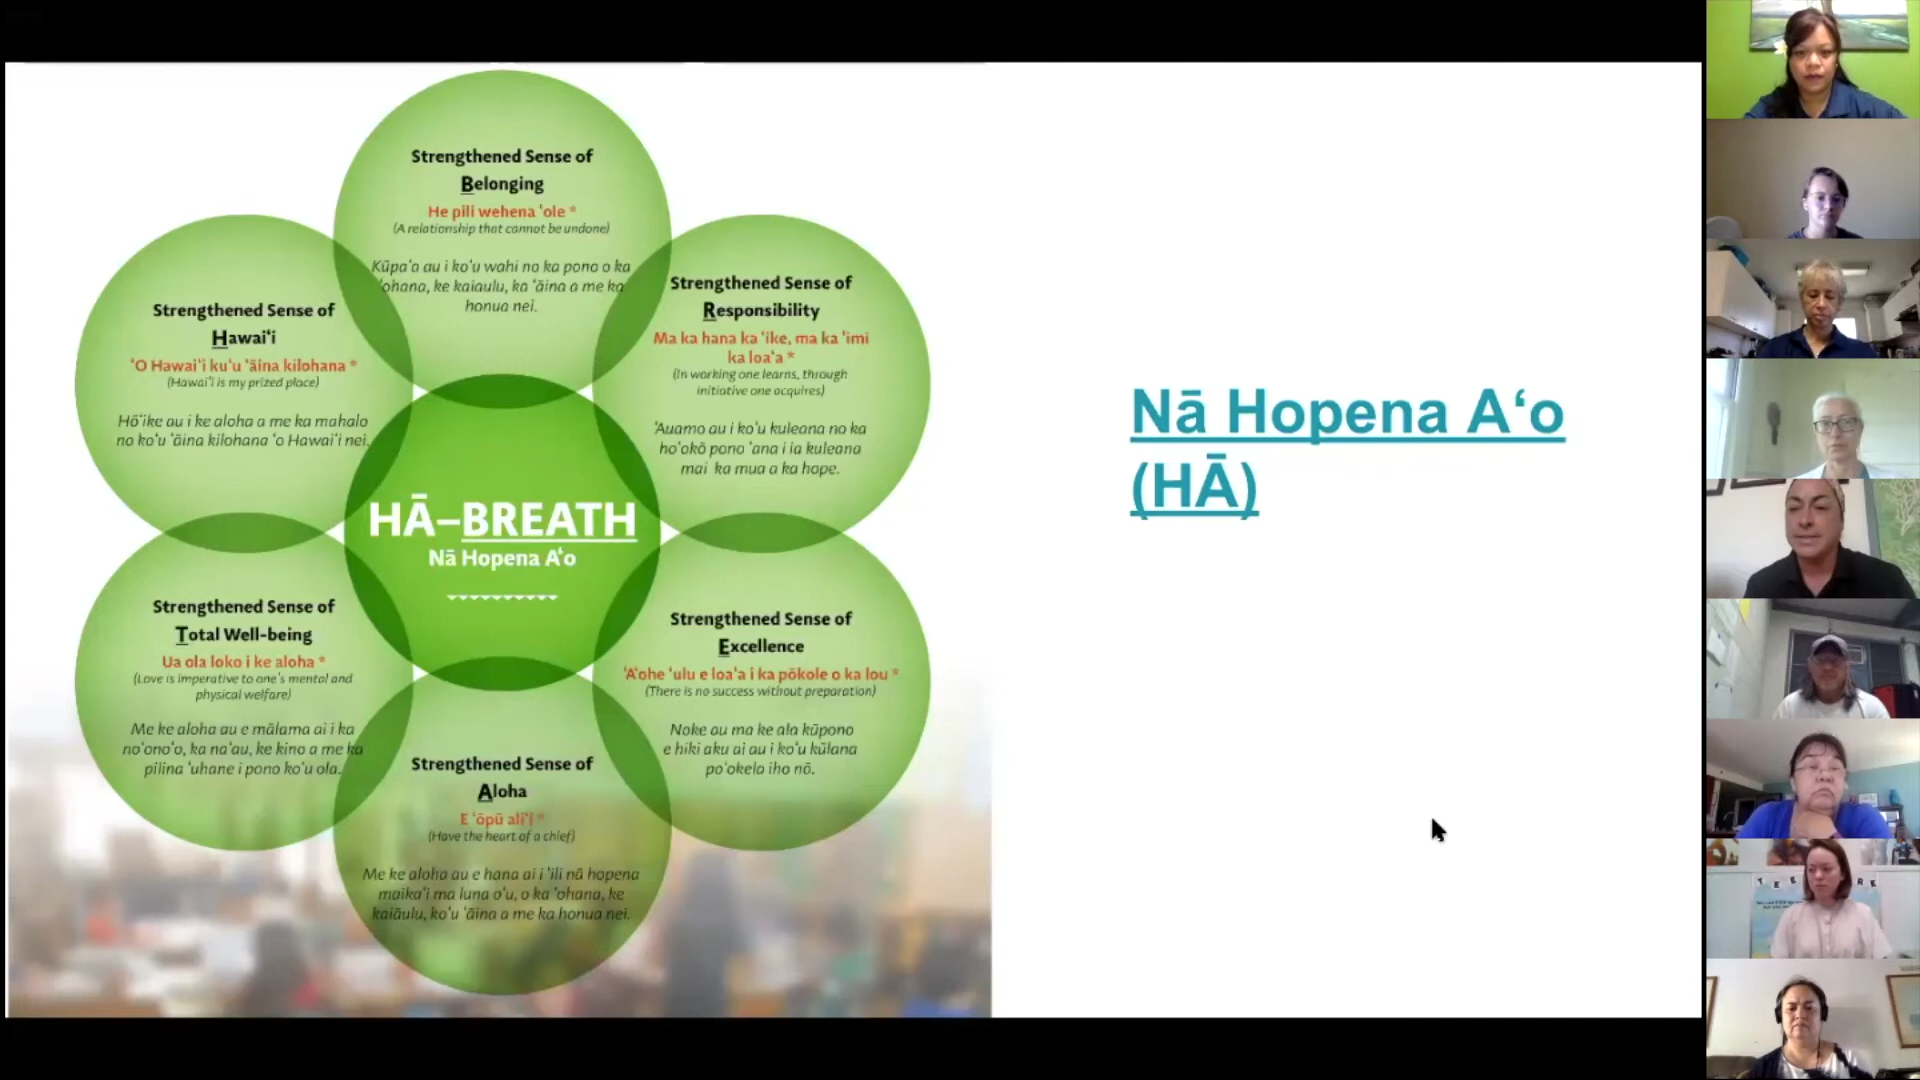 Strengthened Sense of
Belonging
He pili wehena ʻole *
(A relationship that cannot be undone)
Kūpaʻa au i koʻu wahi no ka pono o ka
ʻohana, ke kaiaulu, ka ʻāina a me ka
honua nei.
Strengthened Sense of
Responsibility
Ma ka hana ka ʻike, ma ka ʻimi
ka loaʻa *
(In working one learns, through
initiative one acquires)
ʻAuamo au i koʻu kuleana no ka
hoʻokō pono ʻana i ia kuleana
mai ka mua a ka hope.
Strengthened Sense of
Excellence
ʻAʻohe ʻulu e loaʻa i ka pōkole o ka lou *
(There is no success without preparation)
Noke au ma ke ala kūpono
e hiki aku ai au i koʻu kūlana
poʻokela iho nō.
Strengthened Sense of
Aloha
E ʻōpū aliʻi *
(Have the heart of a chief)
Me ke aloha au e hana ai i ʻili nā hopena
maikaʻi ma luna oʻu, o ka ʻohana, ke
kaiāulu, koʻu ʻāina a me ka honua nei.
Strengthened Sense of
Total Well-being
Ua ola loko i ke aloha *
(Love is imperative to one's mental and
physical welfare)
Me ke aloha au e mālama ai i ka
noʻonoʻo, ka naʻau, ke kino a me ka
pilina ʻuhane i pono koʻu ola.
Strengthened Sense of
Hawaiʻi
ʻO Hawaiʻi kuʻu ʻāina kilohana *
(Hawaiʻi is my prized place)
Hōʻike au i ke aloha a me ka mahalo
no koʻu ʻāina kilohana ʻo Hawaiʻi nei.
HĀ–BREATH
Nā Hopena Aʻo
Nā Hopena Aʻo
(HĀ)